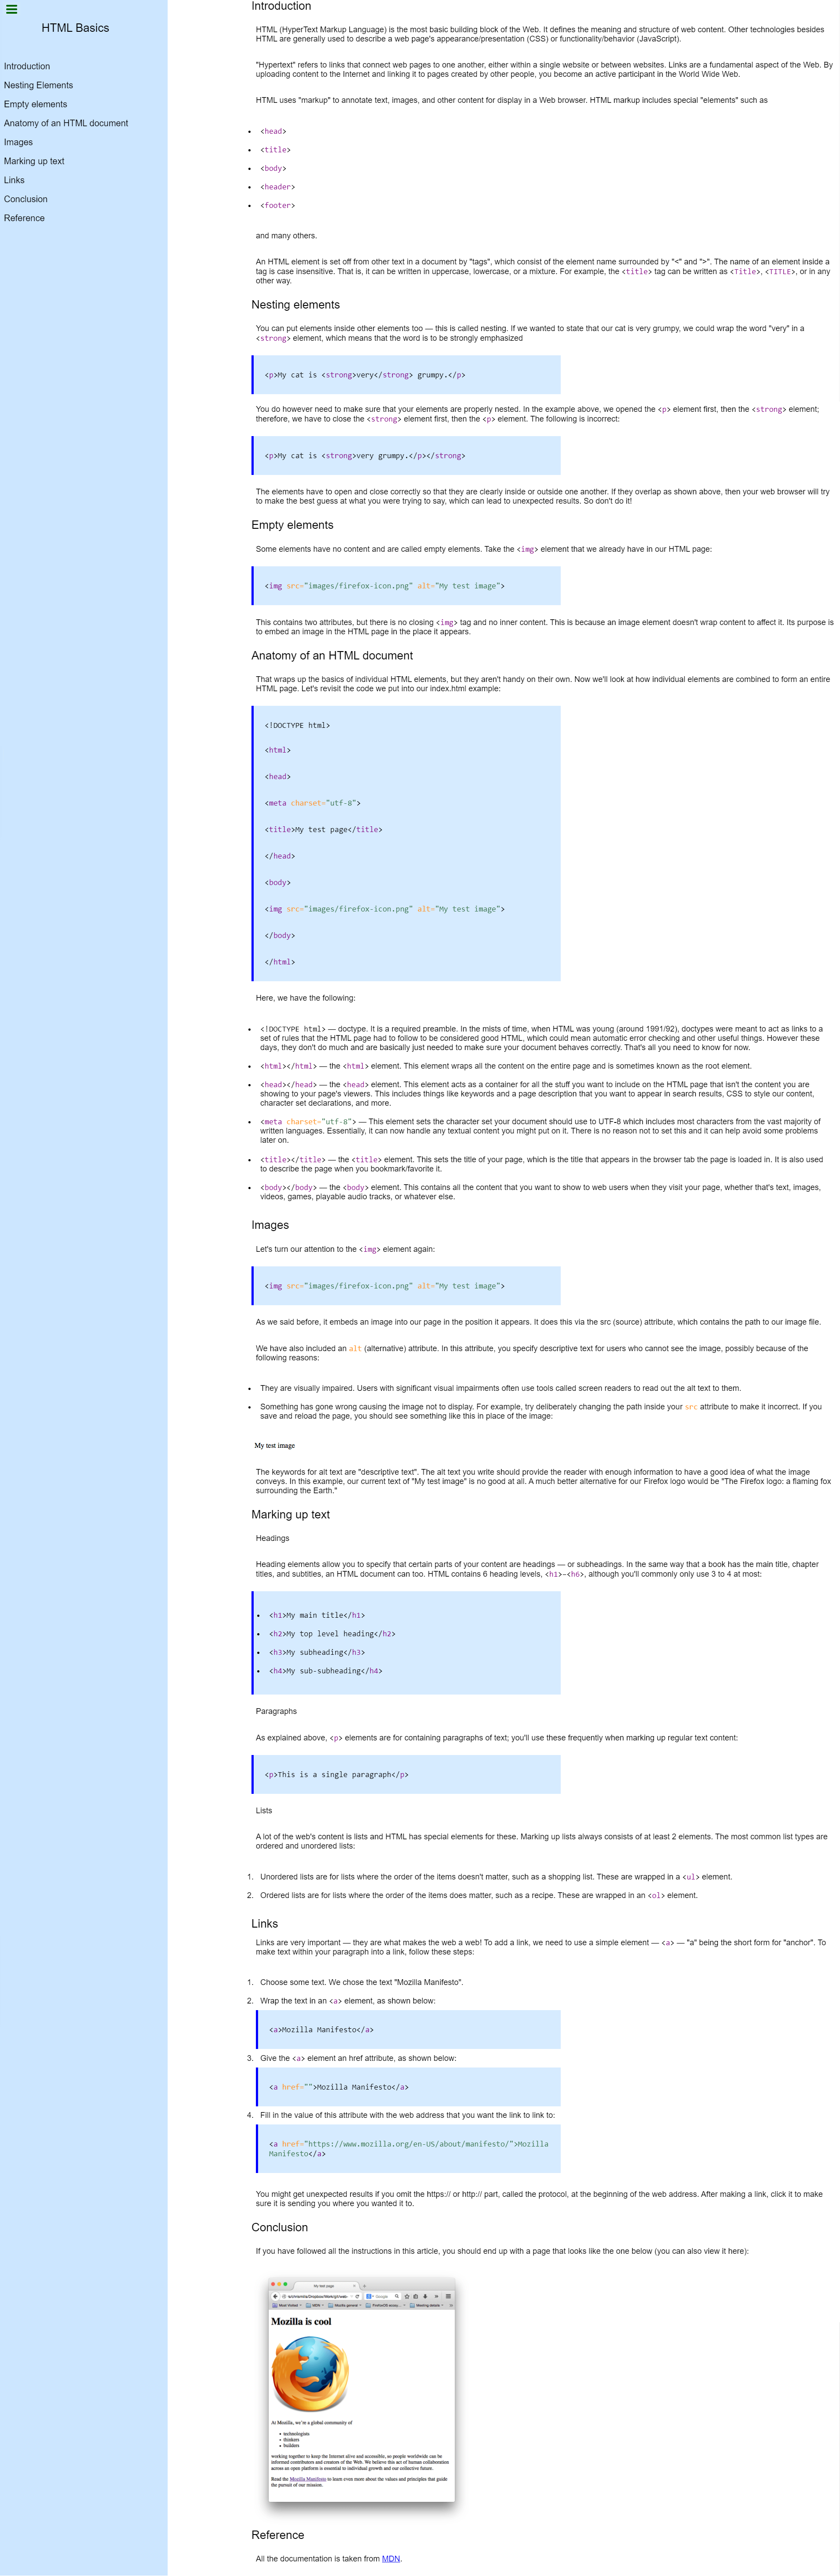 HTML Basics
Introduction
Nesting Elements
Empty elements
Anatomy of an HTML document
Images
Marking up text
Links
Conclusion
Reference
Introduction
HTML (HyperText Markup Language) is the most basic building block of the Web. It defines the meaning and structure of web content. Other technologies besides
HTML are generally used to describe a web page's appearance/presentation (CSS) or functionality/behavior (JavaScript).
"Hypertext" refers to links that connect web pages to one another, either within a single website or between websites. Links are a fundamental aspect of the Web. By
uploading content to the Internet and linking it to pages created by other people, you become an active participant in the World Wide Web.
HTML uses "markup" to annotate text, images, and other content for display in a Web browser. HTML markup includes special "elements" such as
• <head>
• <title>
• <body>
• <header>
• <footer>
and many others.
An HTML element is set off from other text in a document by "tags", which consist of the element name surrounded by "<" and ">". The name of an element inside a
tag is case insensitive. That is, it can be written in uppercase, lowercase, or a mixture. For example, the <title> tag can be written as <Title>, <TITLE>, or in any
other way.
Nesting elements
You can put elements inside other elements too — this is called nesting. If we wanted to state that our cat is very grumpy, we could wrap the word "very" in a
<strong> element, which means that the word is to be strongly emphasized
<p>My cat is <strong>very</strong> grumpy.</p>
You do however need to make sure that your elements are properly nested. In the example above, we opened the <p> element first, then the <strong> element;
therefore, we have to close the <strong> element first, then the <p> element. The following is incorrect:
<p>My cat is <strong>very grumpy.</p></strong>
The elements have to open and close correctly so that they are clearly inside or outside one another. If they overlap as shown above, then your web browser will try
to make the best guess at what you were trying to say, which can lead to unexpected results. So don't do it!
Empty elements
Some elements have no content and are called empty elements. Take the <img> element that we already have in our HTML page:
<img src="images/firefox-icon.png" alt="My test image">
This contains two attributes, but there is no closing <img> tag and no inner content. This is because an image element doesn't wrap content to affect it. Its purpose is
to embed an image in the HTML page in the place it appears.
Anatomy of an HTML document
That wraps up the basics of individual HTML elements, but they aren't handy on their own. Now we'll look at how individual elements are combined to form an entire
HTML page. Let's revisit the code we put into our index.html example:
<!DOCTYPE html>
<html>
<head>
<meta charset="utf-8">
<title>My test page</title>
</head>
<body>
<img src="images/firefox-icon.png" alt="My test image">
</body>
</html>
Here, we have the following:
• <!DOCTYPE html> — doctype. It is a required preamble. In the mists of time, when HTML was young (around 1991/92), doctypes were meant to act as links to a
set of rules that the HTML page had to follow to be considered good HTML, which could mean automatic error checking and other useful things. However these
days, they don't do much and are basically just needed to make sure your document behaves correctly. That's all you need to know for now.
• <html></html> — the <html> element. This element wraps all the content on the entire page and is sometimes known as the root element.
• <head></head> — the <head> element. This element acts as a container for all the stuff you want to include on the HTML page that isn't the content you are
showing to your page's viewers. This includes things like keywords and a page description that you want to appear in search results, CSS to style our content,
character set declarations, and more.
• <meta charset="utf-8"> — This element sets the character set your document should use to UTF-8 which includes most characters from the vast majority of
written languages. Essentially, it can now handle any textual content you might put on it. There is no reason not to set this and it can help avoid some problems
later on.
• <title></title> — the <title> element. This sets the title of your page, which is the title that appears in the browser tab the page is loaded in. It is also used
to describe the page when you bookmark/favorite it.
• <body></body> — the <body> element. This contains all the content that you want to show to web users when they visit your page, whether that's text, images,
videos, games, playable audio tracks, or whatever else.
Images
Let's turn our attention to the <img> element again:
<img src="images/firefox-icon.png" alt="My test image">
As we said before, it embeds an image into our page in the position it appears. It does this via the src (source) attribute, which contains the path to our image file.
We have also included an alt (alternative) attribute. In this attribute, you specify descriptive text for users who cannot see the image, possibly because of the
following reasons:
• They are visually impaired. Users with significant visual impairments often use tools called screen readers to read out the alt text to them.
• Something has gone wrong causing the image not to display. For example, try deliberately changing the path inside your src attribute to make it incorrect. If you
save and reload the page, you should see something like this in place of the image:
My test image
The keywords for alt text are "descriptive text". The alt text you write should provide the reader with enough information to have a good idea of what the image
conveys. In this example, our current text of "My test image" is no good at all. A much better alternative for our Firefox logo would be "The Firefox logo: a flaming fox
surrounding the Earth."
Marking up text
Headings
Heading elements allow you to specify that certain parts of your content are headings — or subheadings. In the same way that a book has the main title, chapter
titles, and subtitles, an HTML document can too. HTML contains 6 heading levels, <h1>–<h6>, although you'll commonly only use 3 to 4 at most:
• <h1>My main title</h1>
• <h2>My top level heading</h2>
• <h3>My subheading</h3>
• <h4>My sub-subheading</h4>
Paragraphs
As explained above, <p> elements are for containing paragraphs of text; you'll use these frequently when marking up regular text content:
<p>This is a single paragraph</p>
Lists
A lot of the web's content is lists and HTML has special elements for these. Marking up lists always consists of at least 2 elements. The most common list types are
ordered and unordered lists:
1. Unordered lists are for lists where the order of the items doesn't matter, such as a shopping list. These are wrapped in a <ul> element.
2. Ordered lists are for lists where the order of the items does matter, such as a recipe. These are wrapped in an <ol> element.
Links
Links are very important — they are what makes the web a web! To add a link, we need to use a simple element — <a> — "a" being the short form for "anchor". To
make text within your paragraph into a link, follow these steps:
1. Choose some text. We chose the text "Mozilla Manifesto".
2. Wrap the text in an <a> element, as shown below:
<a>Mozilla Manifesto</a>
3. Give the <a> element an href attribute, as shown below:
<a href="">Mozilla Manifesto</a>
4. Fill in the value of this attribute with the web address that you want the link to link to:
<a href="https://www.mozilla.org/en-US/about/manifesto/">Mozilla
Manifesto</a>
You might get unexpected results if you omit the https:// or http:// part, called the protocol, at the beginning of the web address. After making a link, click it to make
sure it is sending you where you wanted it to.
Conclusion
If you have followed all the instructions in this article, you should end up with a page that looks like the one below (you can also view it here):
My test page
Google
Most Visited
MDN
Mozilla general
FirefoxOS accou...
Meeting details
Mozilla is cool
At Mozilla, we're a global community of
• technologists
• thinkers
• builders
working together to keep the Internet alive and accessible, so people worldwide can be
informed contributors and creators of the Web. We believe this act of human collaboration
across an open platform is essential to individual growth and our collective future.
Read the Mozilla Manifesto to learn even more about the values and principles that guide
the pursuit of our mission.
Reference
All the documentation is taken from MDN.